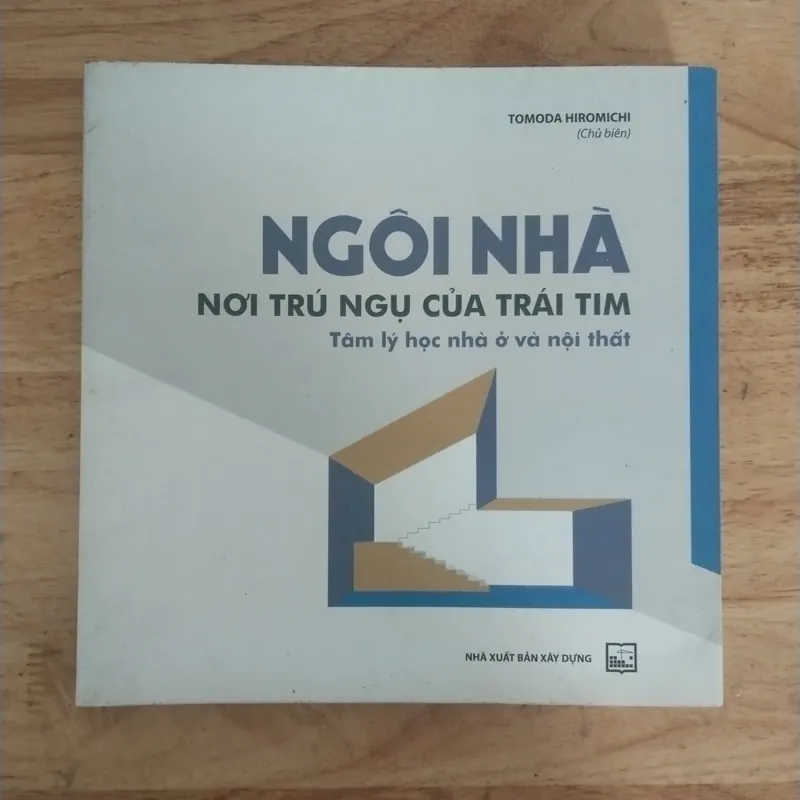 TOMODA HIROMICHI
(Chủ biên)
NGÔI NHÀ
NƠI TRÚ NGỤ CỦA TRÁI TIM
Tâm lý học nhà ở và nội thất
NHÀ XUẤT BẢN XÂY DỰNG